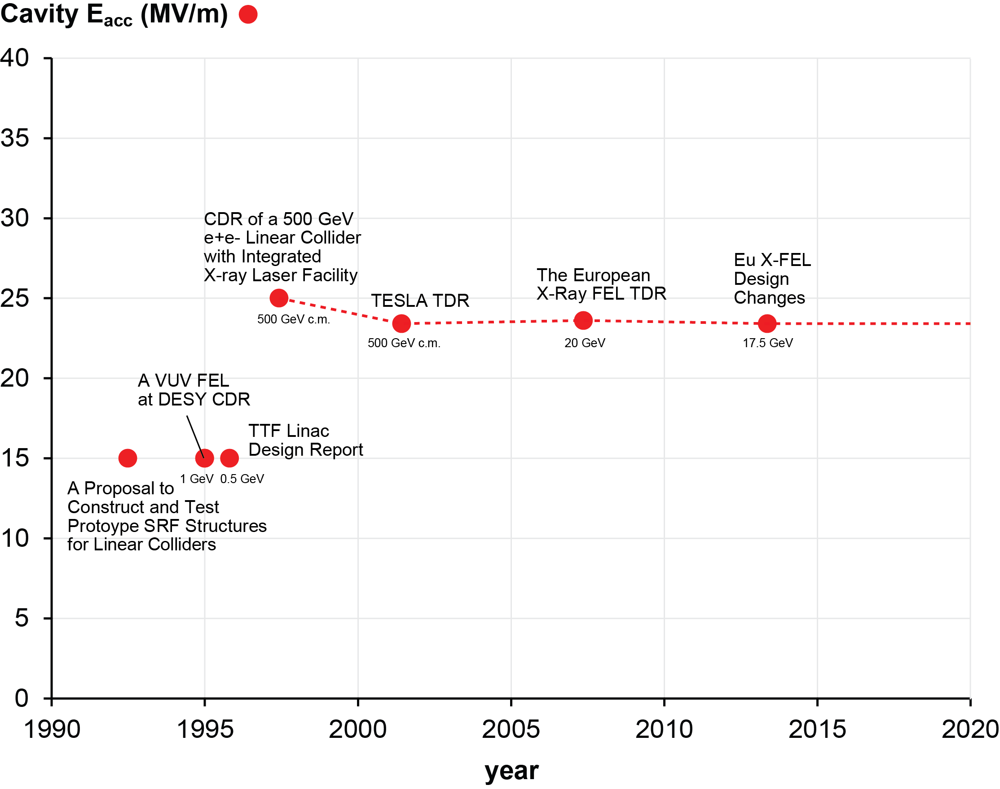 Cavity Eacc (MV/m)
40
35
30
25
20
15
10
5
0
CDR of a 500 GeV
e+e- Linear Collider
with Integrated
X-ray Laser Facility
500 GeV c.m.
TESLA TDR
500 GeV c.m.
The European
X-Ray FEL TDR
20 GeV
Eu X-FEL
Design
Changes
17.5 GeV
A VUV FEL
at DESY CDR
1 GeV
TTF Linac
Design Report
0.5 GeV
A Proposal to
Construct and Test
Protoype SRF Structures
for Linear Colliders
1990 1995 2000 2005 2010 2015 2020
year